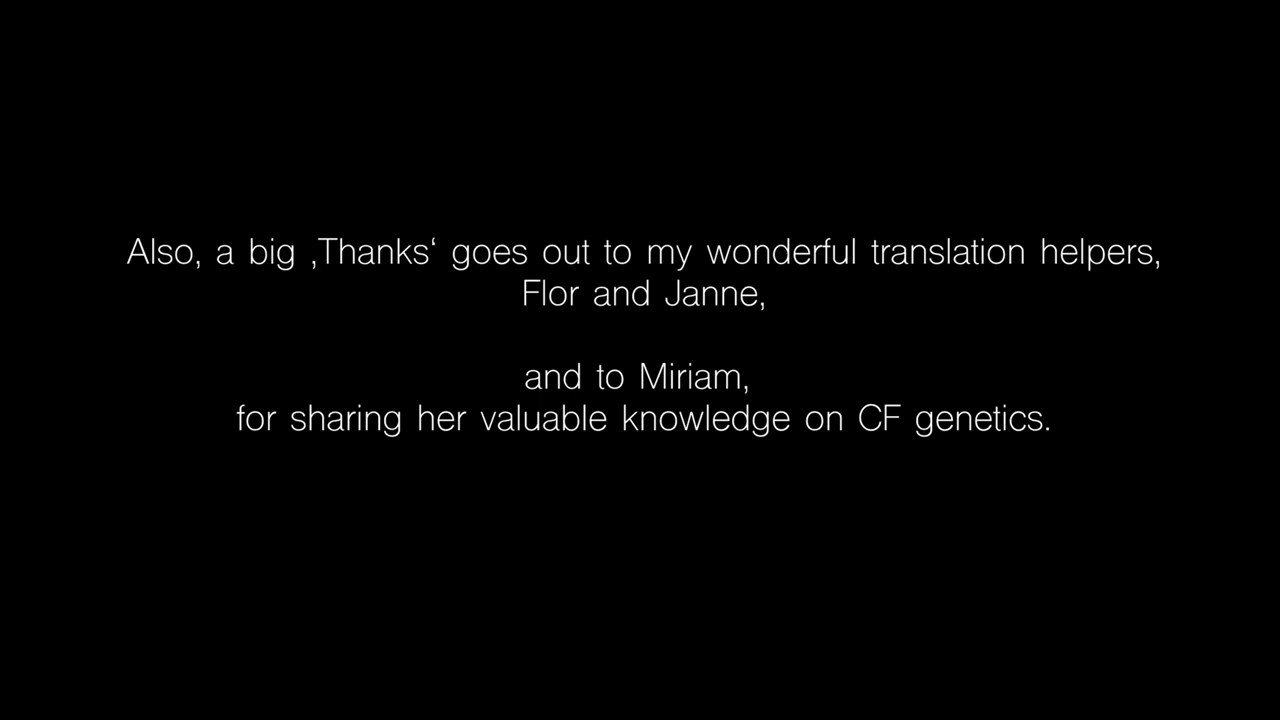 Also, a big ‚Thanks‘ goes out to my wonderful translation helpers,
Flor and Janne,
and to Miriam,
for sharing her valuable knowledge on CF genetics.